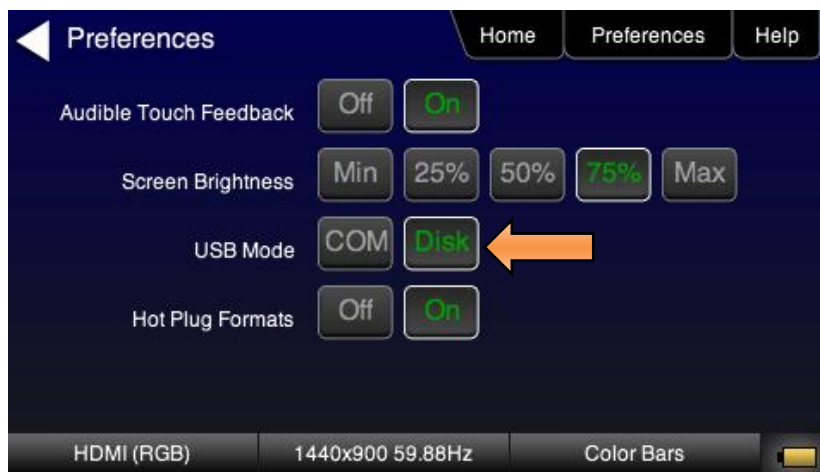 Preferences Home Preferences Help
Audible Touch Feedback Off On
Screen Brightness Min 25% 50% 75% Max
USB Mode COM Disk
Hot Plug Formats Off On
HDMI (RGB) 1440x900 59.88Hz Color Bars